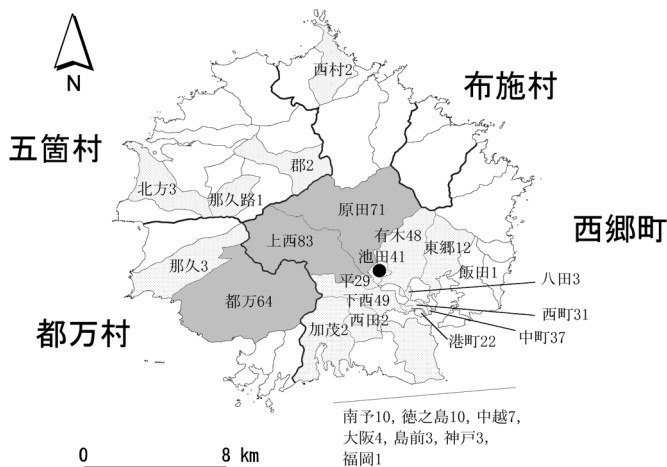 N
西村2
布施村
五箇村
郡2
北方3
那久路1
原田71
西郷町
有木48
上西83
東郷12
池田41
那久3
飯田1
平29
八田3
都万64
下西49
西町31
都万村
加茂2
西田2
中町37
港町22
南予10, 徳之島10, 中越7,
大阪4, 島前3, 神戸3,
福岡1
0 8 km